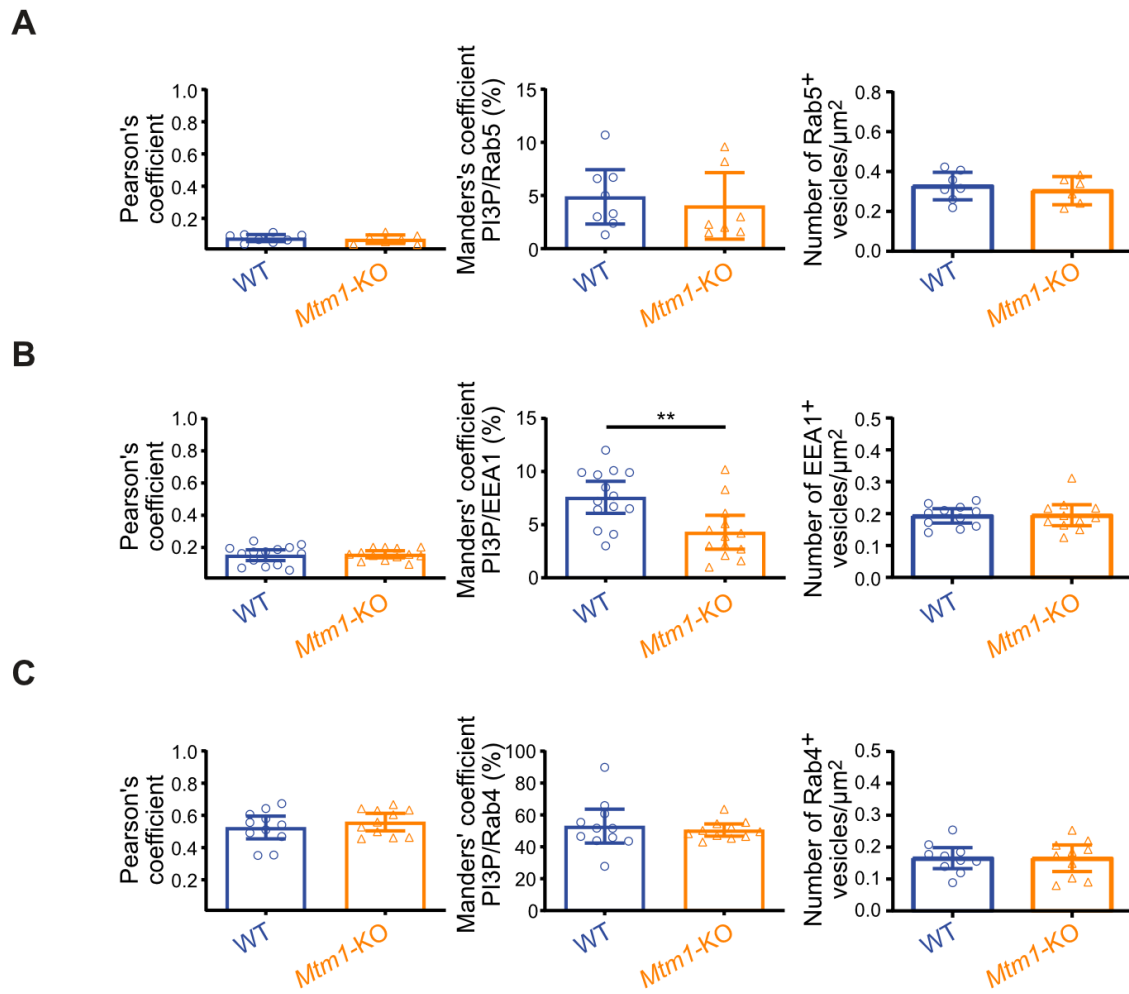 A
Pearson's
coefficient
1.0
0.8
0.6
0.4
0.2
WT
Mtm1-KO
Manders's coefficient
PI3P/Rab5 (%)
15
10
5
0
WT
Mtm1-KO
Number of Rab5+
vesicles/μm2
0.8
0.6
0.4
0.2
0.0
WT
Mtm1-KO
B
Pearson's
coefficient
1.0
0.8
0.6
0.4
0.2
WT
Mtm1-KO
Manders' coefficient
PI3P/EEA1 (%)
15
10
5
0
**
WT
Mtm1-KO
Number of EEA1+
vesicles/μm2
0.5
0.4
0.3
0.2
0.1
0.0
WT
Mtm1-KO
C
Pearson's
coefficient
1.0
0.8
0.6
0.4
0.2
WT
Mtm1-KO
Manders' coefficient
PI3P/Rab4 (%)
100
80
60
40
20
0
WT
Mtm1-KO
Number of Rab4+
vesicles/μm2
0.5
0.4
0.3
0.2
0.1
0.0
WT
Mtm1-KO